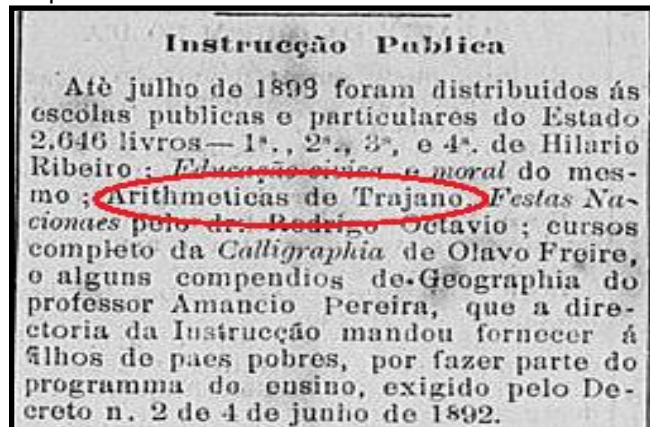 Instrucção Publica
Atè julho de 1893 foram distribuidos ás
escolas publicas e particulares do Estado
2.646 livros— 1ª., 2ª., 3ª, e 4ª. de Hilario
Ribeiro ; Educação civica e moral do mes-
mo ; Arithmeticas de Trajano, Festas Na-
cionaes pelo dr. Rodrigo Octavio ; cursos
completo da Calligraphia de Olavo Freire,
e alguns compendios de Geographia do
professor Amancio Pereira, que a dire-
ctoria da Instrucção mandou fornecer á
filhos de paes pobres, por fazer parte do
programma do ensino, exigido pelo De-
creto n. 2 de 4 de junho de 1892.